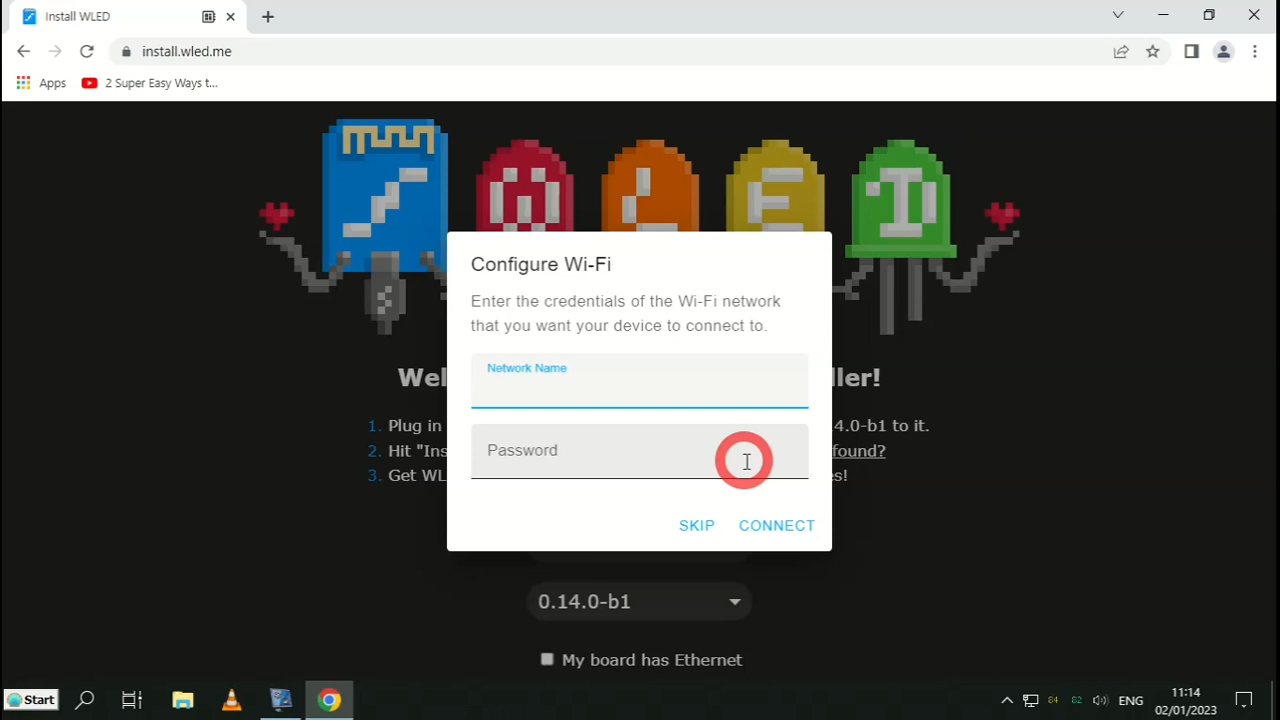 Install WLED
install.wled.me
Apps
2 Super Easy Ways t...
W L E D
Configure Wi-Fi
Enter the credentials of the Wi-Fi network
that you want your device to connect to.
Network Name
Password
SKIP
CONNECT
Wel
ller!
1. Plug in
4.0-b1 to it.
2. Hit "Ins
found?
3. Get WL
es!
0.14.0-b1
My board has Ethernet
Start
84
82
ENG
11:14
02/01/2023